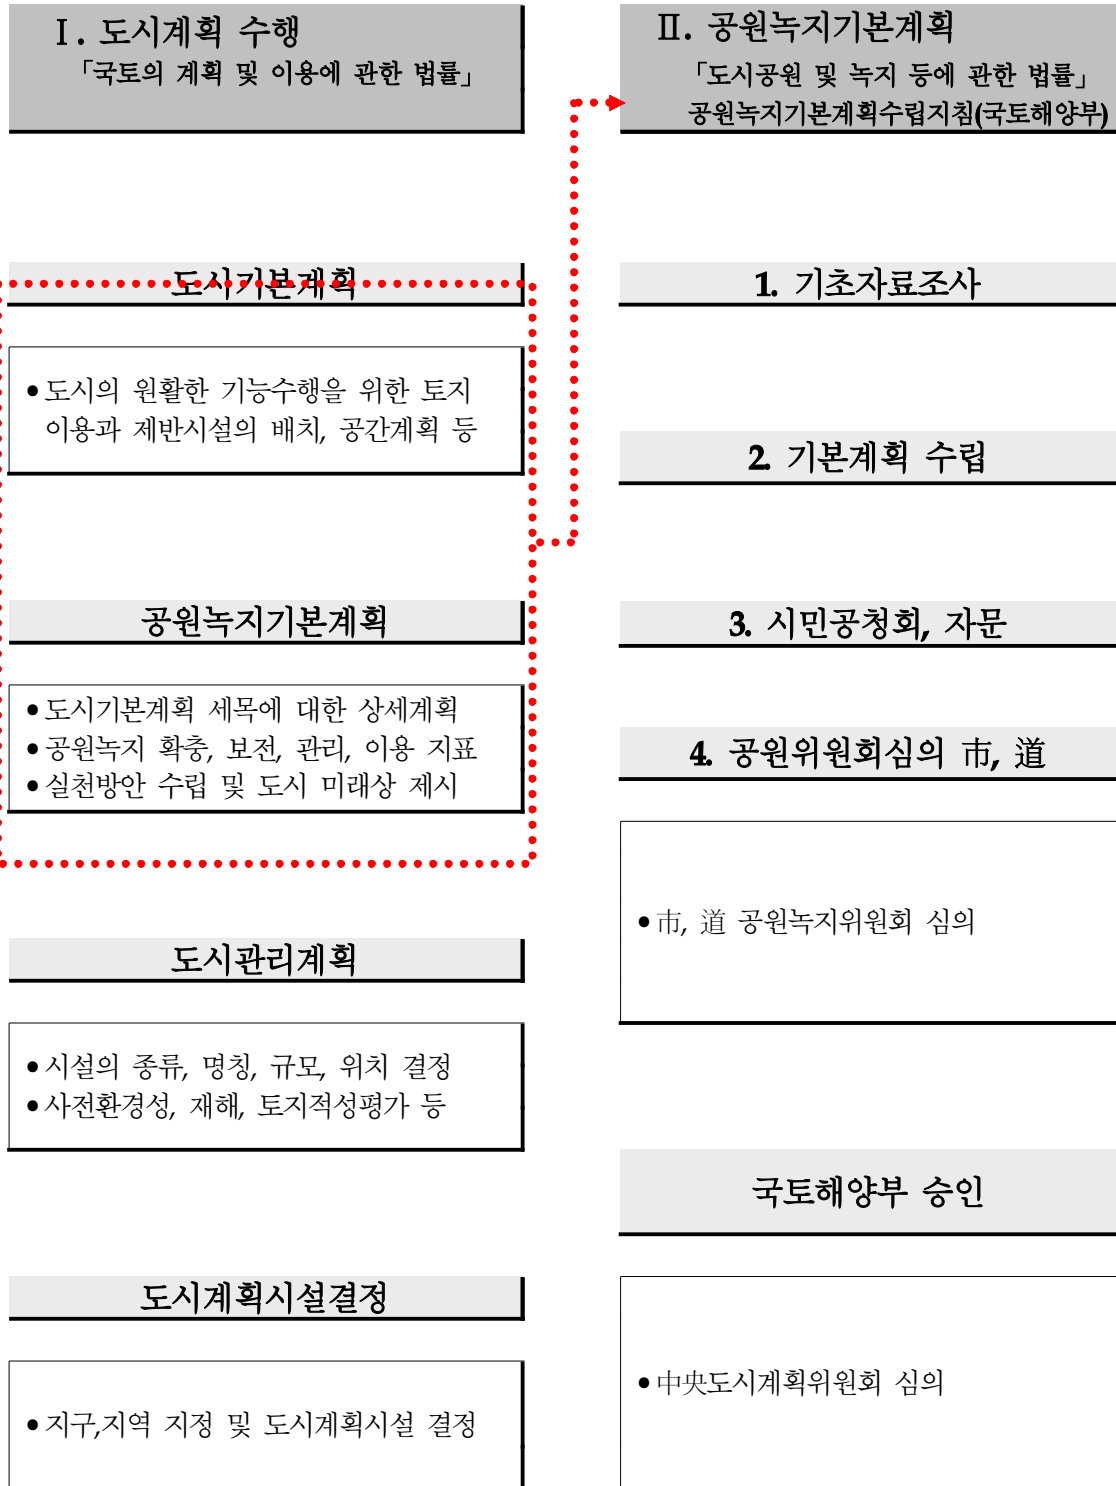 Ⅰ. 도시계획 수행
「국토의 계획 및 이용에 관한 법률」
도시기본계획
•도시의 원활한 기능수행을 위한 토지
이용과 제반시설의 배치, 공간계획 등
공원녹지기본계획
•도시기본계획 세목에 대한 상세계획
•공원녹지 확충, 보전, 관리, 이용 지표
•실천방안 수립 및 도시 미래상 제시
도시관리계획
•시설의 종류, 명칭, 규모, 위치 결정
•사전환경성, 재해, 토지적성평가 등
도시계획시설결정
•지구,지역 지정 및 도시계획시설 결정
Ⅱ. 공원녹지기본계획
「도시공원 및 녹지 등에 관한 법률」
공원녹지기본계획수립지침(국토해양부)
1. 기초자료조사
2. 기본계획 수립
3. 시민공청회, 자문
4. 공원위원회심의 市, 道
•市, 道 공원녹지위원회 심의
국토해양부 승인
•中央도시계획위원회 심의